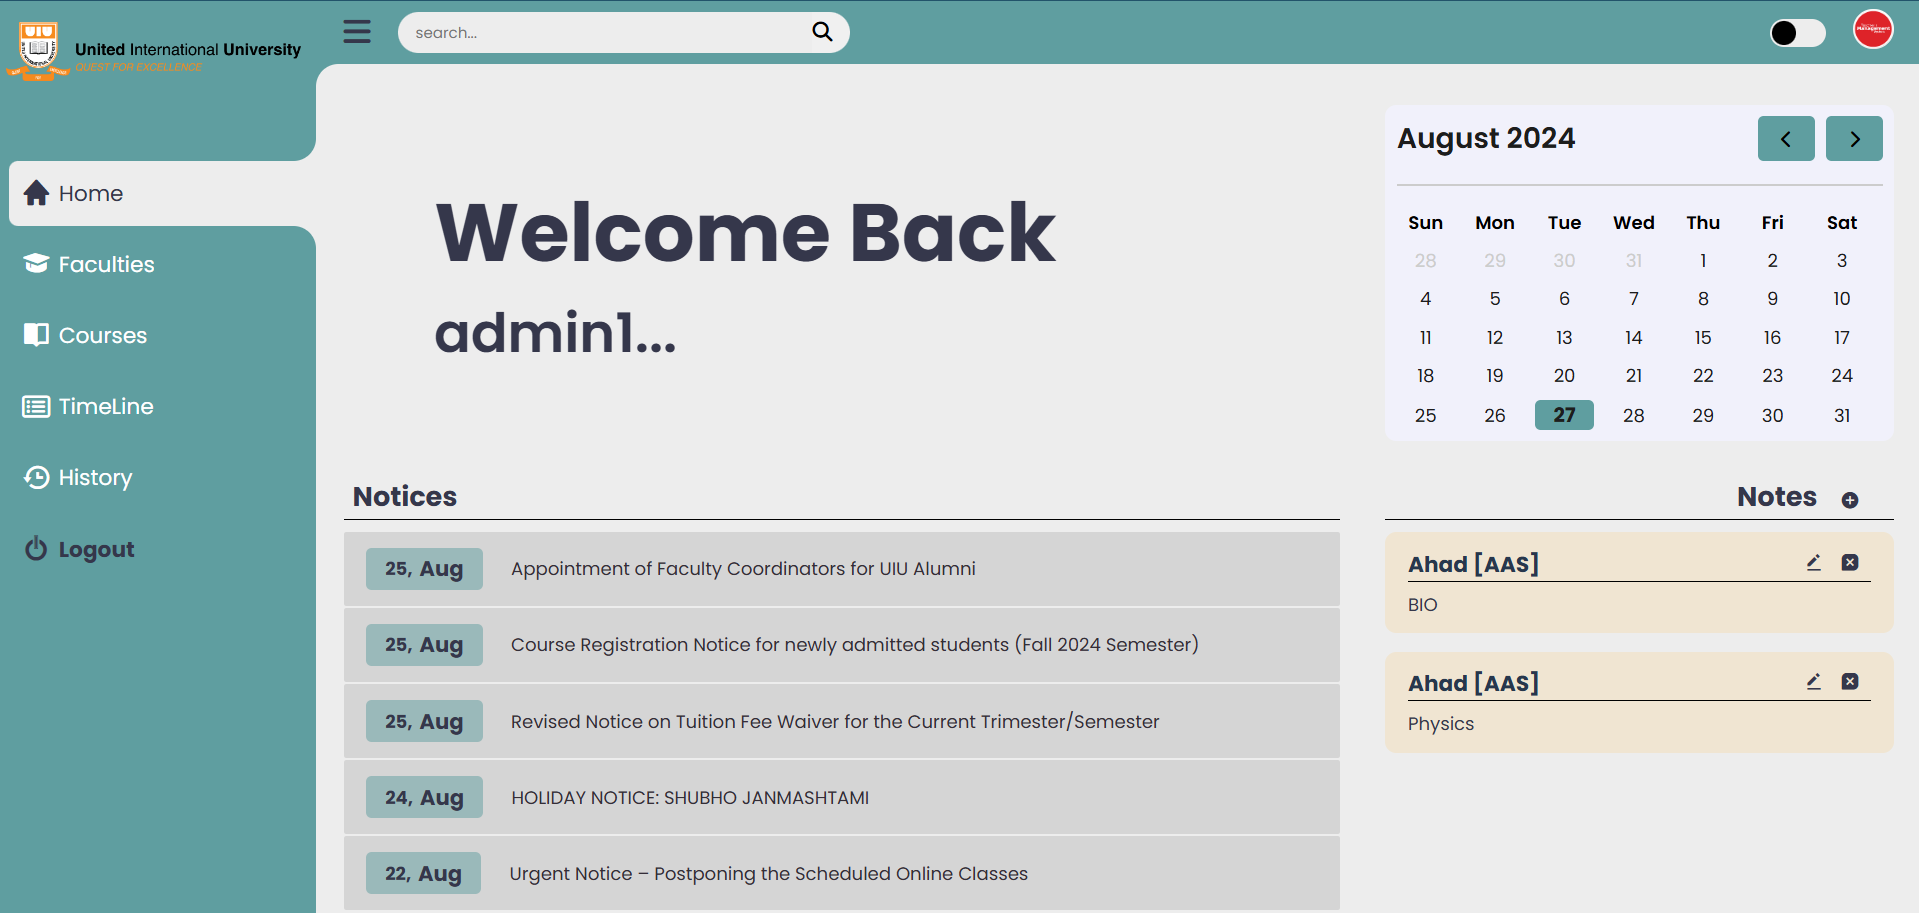 UIU
United International University
QUEST FOR EXCELLENCE
search...
Management
Home
Faculties
Courses
TimeLine
History
Logout
Welcome Back
admin1...
August 2024
Sun Mon Tue Wed Thu Fri Sat
28 29 30 31 1 2 3
4 5 6 7 8 9 10
11 12 13 14 15 16 17
18 19 20 21 22 23 24
25 26 27 28 29 30 31
Notices
25, Aug Appointment of Faculty Coordinators for UIU Alumni
25, Aug Course Registration Notice for newly admitted students (Fall 2024 Semester)
25, Aug Revised Notice on Tuition Fee Waiver for the Current Trimester/Semester
24, Aug HOLIDAY NOTICE: SHUBHO JANMASHTAMI
22, Aug Urgent Notice – Postponing the Scheduled Online Classes
Notes
Ahad [AAS]
BIO
Ahad [AAS]
Physics